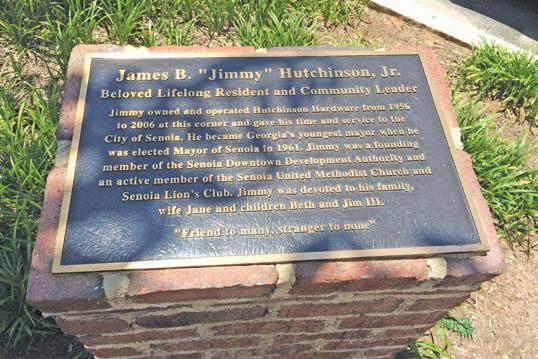 James B. "Jimmy" Hutchinson, Jr.
Beloved Lifelong Resident and Community Leader
Jimmy owned and operated Hutchinson Hardware from 1956
to 2006 at this corner and gave his time and service to the
City of Senoia. He became Georgia's youngest mayor when he
was elected Mayor of Senoia in 1961. Jimmy was a founding
member of the Senoia Downtown Development Authority and
an active member of the Senoia United Methodist Church and
Senoia Lion's Club. Jimmy was devoted to his family,
wife Jane and children Beth and Jim III.
"Friend to many, stranger to none"